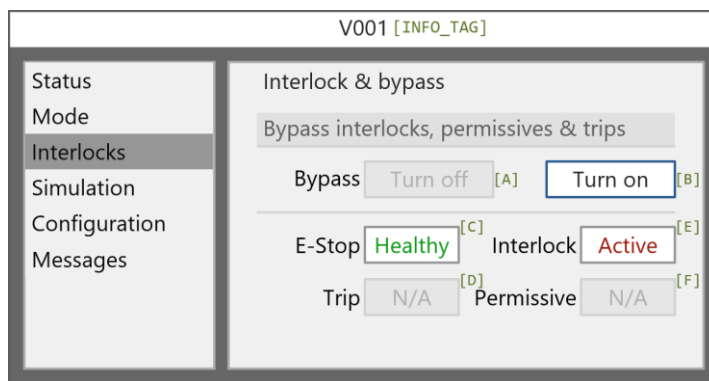 V001 [INFO_TAG]
Status
Mode
Interlocks
Simulation
Configuration
Messages
Interlock & bypass
Bypass interlocks, permissives & trips
Bypass Turn off [A] Turn on [B]
E-Stop Healthy [C] Interlock Active [E]
Trip N/A [D] Permissive N/A [F]